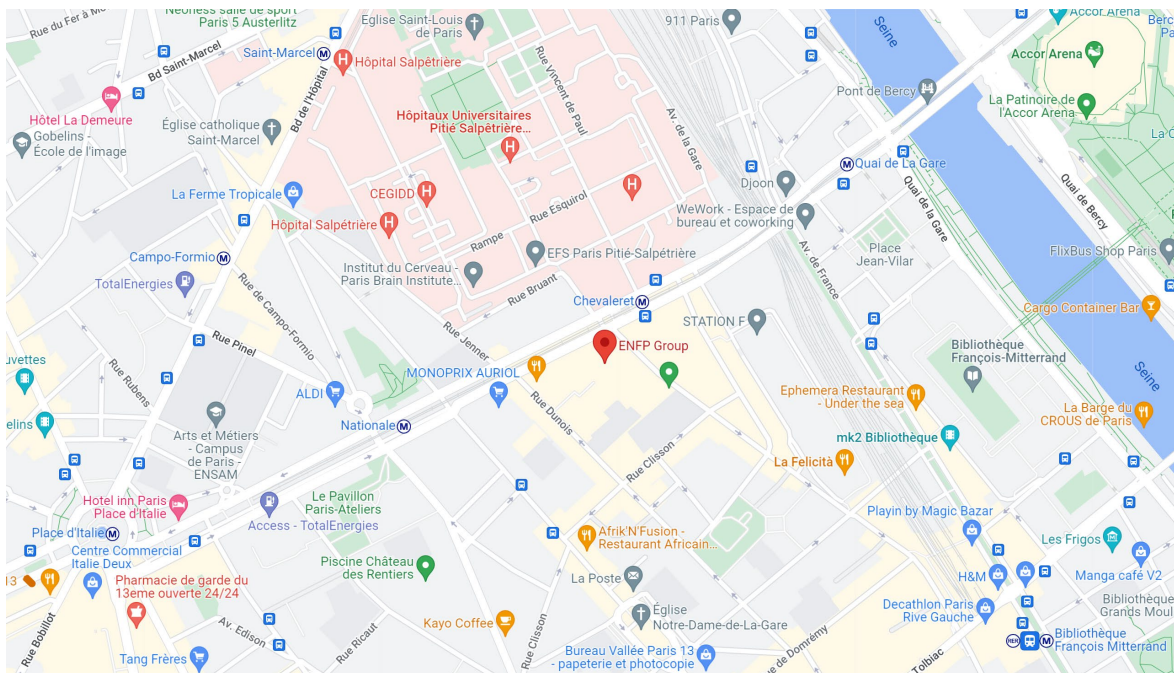 Neoness salle de sport
Paris 5 Austerlitz
Rue du Fer à M
Église Saint-Louis
de Paris
911 Paris
Seine
Accor Arena
Berc
Pa
Saint-Marcel
Bd Saint-Marcel
Hôpital Salpêtrière
Rue Vincent de Paul
Accor Arena
Pont de Bercy
La Patinoire de
l'Accor Arena
Hôtel La Demeure
Bd de l'Hôpital
Hôpitaux Universitaires
Pitié Salpêtrière...
Av. de la Gare
Gobelins -
École de l'image
Église catholique
Saint-Marcel
La C
Quai de La Gare
Djoon
La Ferme Tropicale
CEGIDD
Rue Esquirol
WeWork - Espace de
bureau et coworking
Quai de la Gare
Quai de Bercy
Hôpital Salpétrière
Rampe
EFS Paris Pitié-Salpétrière
Place
Jean-Vilar
FlixBus Shop Paris
Campo-Formio
Institut du Cerveau -
Paris Brain Institute...
Av. de France
TotalEnergies
Rue de Campo-Formio
Rue Bruant
Chevaleret
STATION F
Cargo Container Bar
Rue Pinel
Rue Jenner
ENFP Group
Bibliothèque
François-Mitterrand
uvettes
Rue Rubens
MONOPRIX AURIOL
Seine
ALDI
Ephemera Restaurant
- Under the sea
Rue Dunois
La Barge du
CROUS de Paris
elins
Arts et Métiers
- Campus
de Paris -
ENSAM
Nationale
mk2 Bibliothèque
Rue Clisson
La Felicità
Hotel inn Paris
Place d'Italie
Le Pavillon
Paris-Ateliers
Place d'Italie
Access - TotalEnergies
Playin by Magic Bazar
Afrik'N'Fusion -
Restaurant Africain...
Les Frigos
Centre Commercial
Italie Deux
Piscine Château
des Rentiers
13
La Poste
H&M
Manga café V2
Pharmacie de garde du
13eme ouverte 24/24
Decathlon Paris
Rive Gauche
Bibliothèque
Grands Moul
Église
Notre-Dame-de-La-Gare
Rue Bobillot
Av. Edison
Rue Ricaut
Kayo Coffee
Rue Clisson
Bibliothèque
François Mitterrand
Tang Frères
Bureau Vallée Paris 13
- papeterie et photocopie
e de Domrémy
Tolbiac